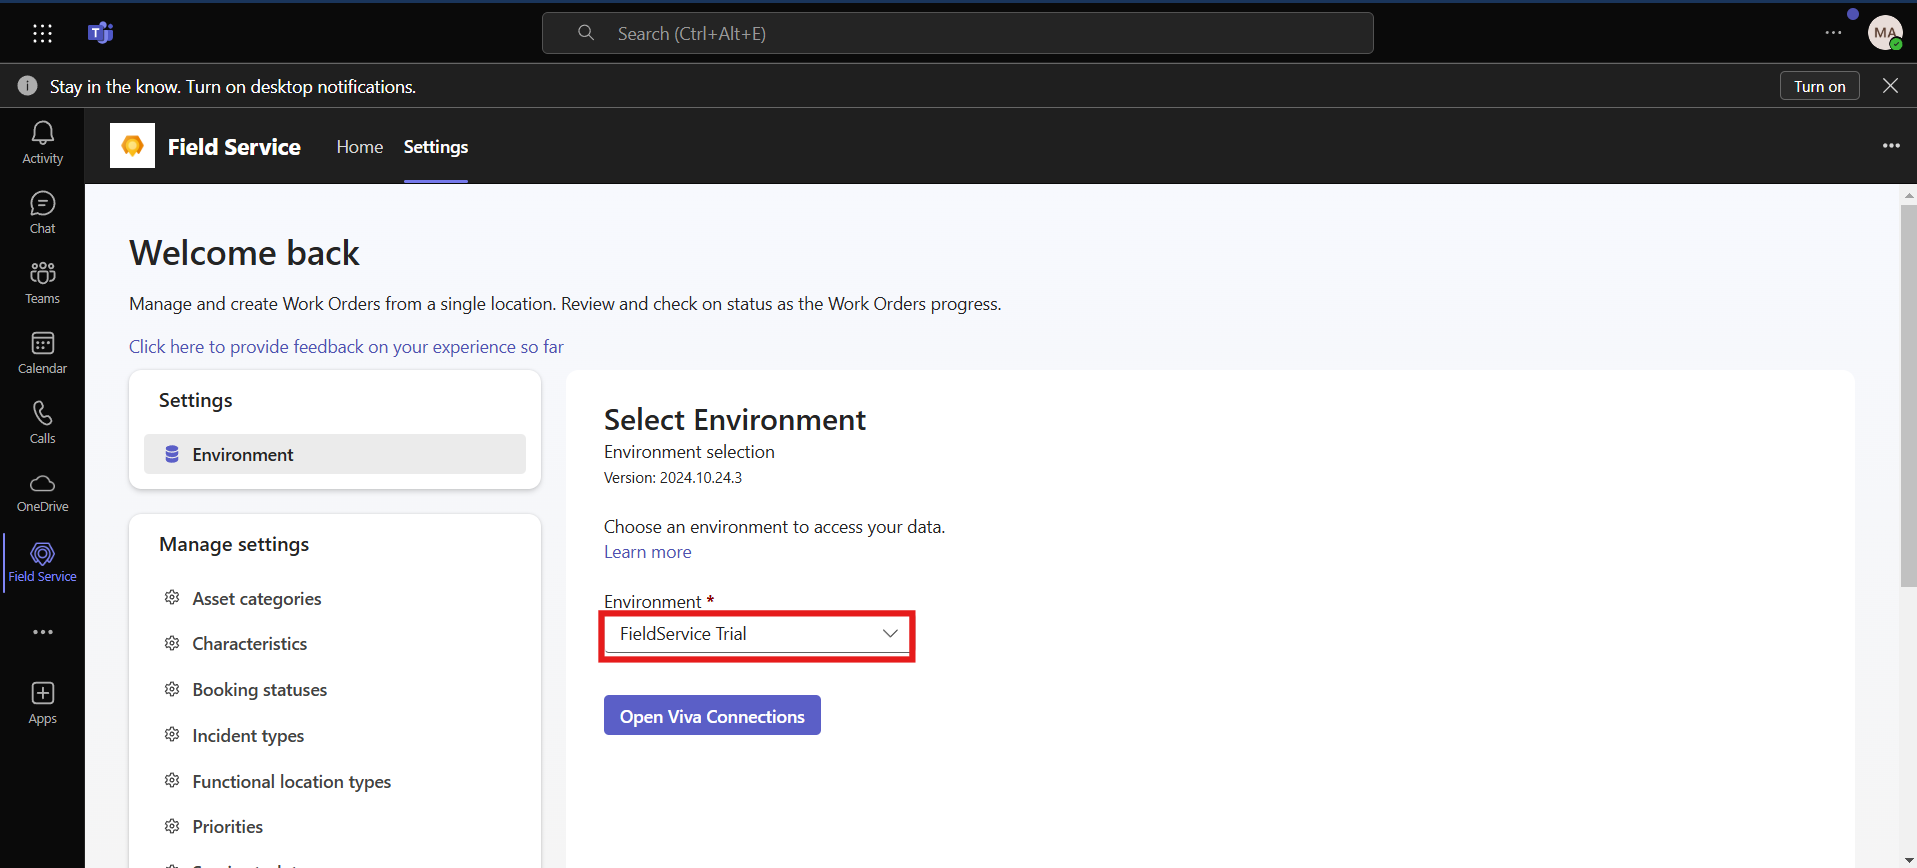 Search (Ctrl+Alt+E)
MA
Stay in the know. Turn on desktop notifications.
Turn on
Activity
Chat
Teams
Calendar
Calls
OneDrive
Field Service
Apps
Field Service
Home
Settings
Welcome back
Manage and create Work Orders from a single location. Review and check on status as the Work Orders progress.
Click here to provide feedback on your experience so far
Settings
Environment
Manage settings
Asset categories
Characteristics
Booking statuses
Incident types
Functional location types
Priorities
Select Environment
Environment selection
Version: 2024.10.24.3
Choose an environment to access your data.
Learn more
Environment *
FieldService Trial
Open Viva Connections